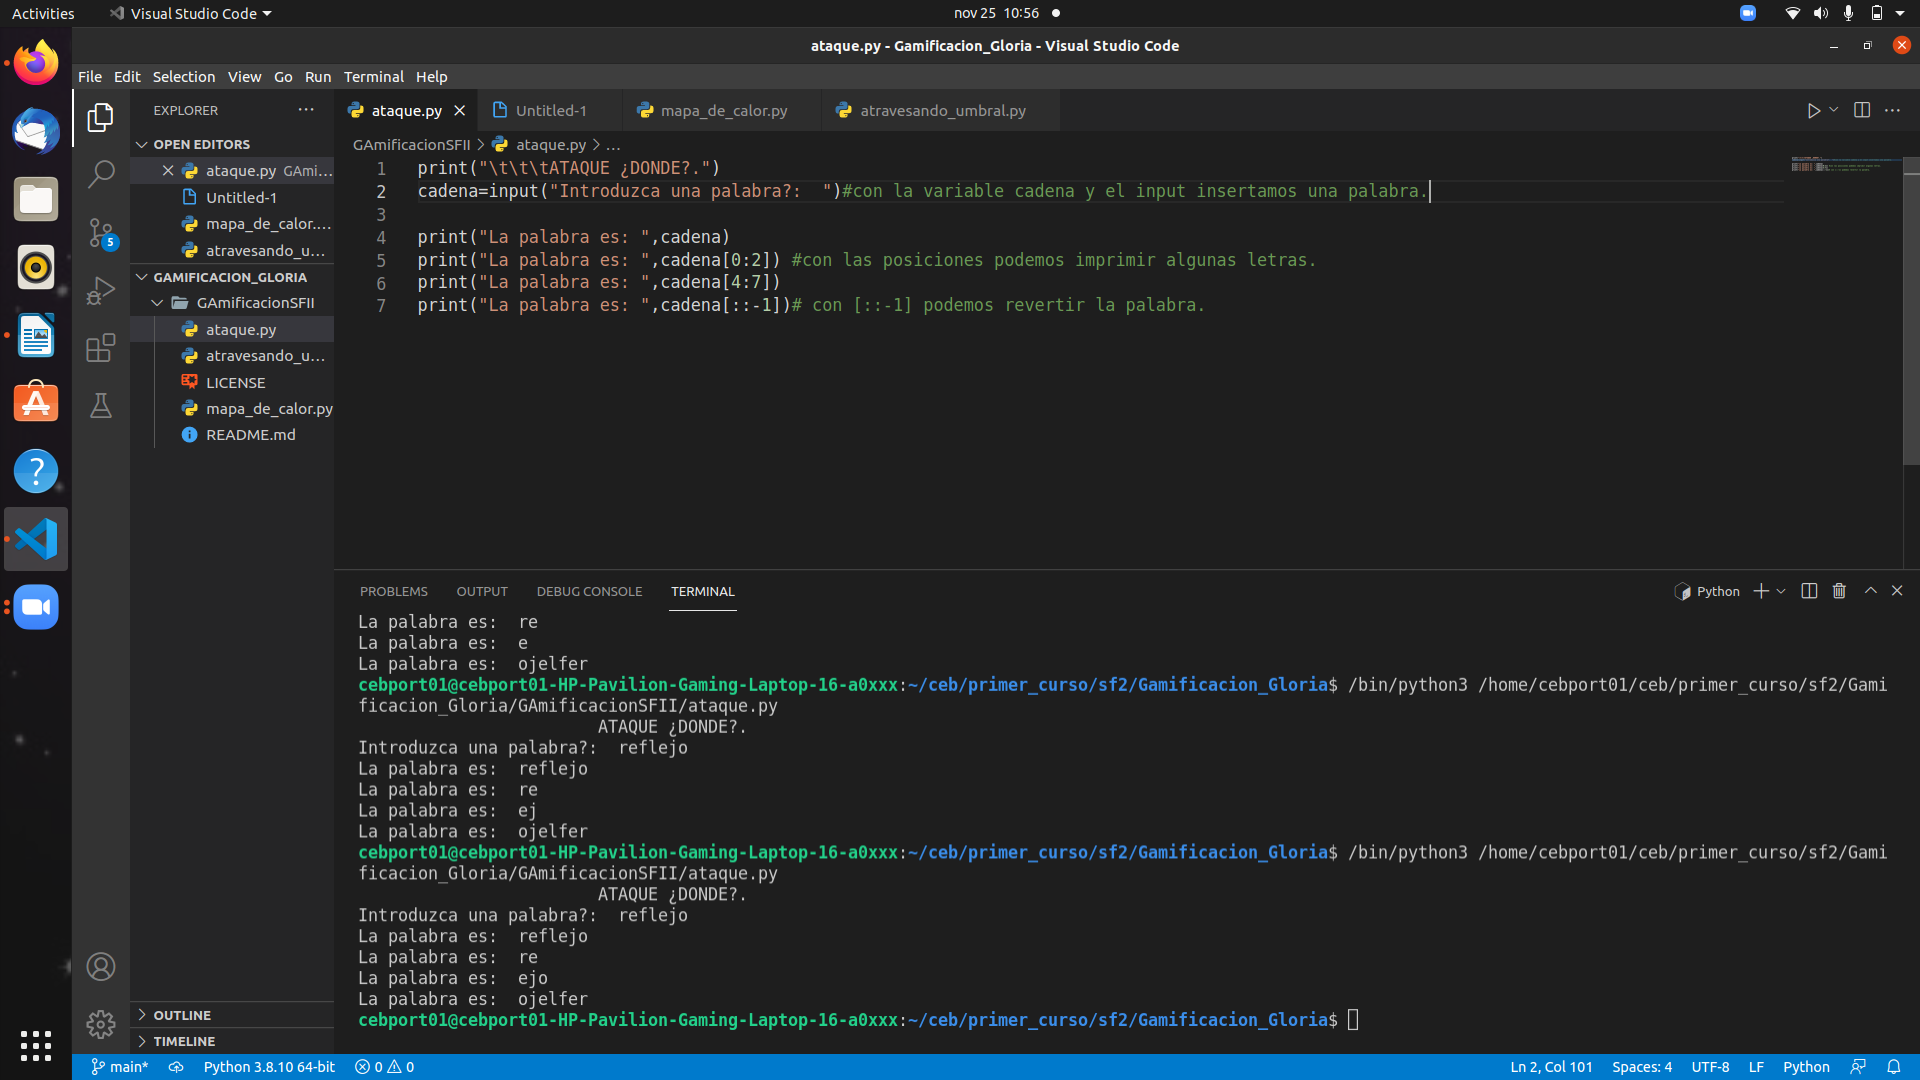 Activities
Visual Studio Code
nov 25 10:56
ataque.py - Gamificacion_Gloria - Visual Studio Code
File Edit Selection View Go Run Terminal Help
EXPLORER
OPEN EDITORS
ataque.py GAmi...
Untitled-1
mapa_de_calor....
atravesando_u...
GAMIFICACION_GLORIA
GAmificacionSFII
ataque.py
atravesando_u...
LICENSE
mapa_de_calor.py
README.md
OUTLINE
TIMELINE
5
ataque.py
Untitled-1
mapa_de_calor.py
atravesando_umbral.py
GAmificacionSFII > ataque.py > ...
1 print("\t\t\tATAQUE ¿DONDE?.")
2 cadena=input("Introduzca una palabra?:  ")#con la variable cadena y el input insertamos una palabra.
3
4 print("La palabra es: ",cadena)
5 print("La palabra es: ",cadena[0:2]) #con las posiciones podemos imprimir algunas letras.
6 print("La palabra es: ",cadena[4:7])
7 print("La palabra es: ",cadena[::-1])# con [::-1] podemos revertir la palabra.
PROBLEMS OUTPUT DEBUG CONSOLE TERMINAL
Python
La palabra es:  re
La palabra es:  e
La palabra es:  ojelfer
cebport01@cebport01-HP-Pavilion-Gaming-Laptop-16-a0xxx:~/ceb/primer_curso/sf2/Gamificacion_Gloria$ /bin/python3 /home/cebport01/ceb/primer_curso/sf2/Gami
ficacion_Gloria/GAmificacionSFII/ataque.py
ATAQUE ¿DONDE?.
Introduzca una palabra?:  reflejo
La palabra es:  reflejo
La palabra es:  re
La palabra es:  ej
La palabra es:  ojelfer
cebport01@cebport01-HP-Pavilion-Gaming-Laptop-16-a0xxx:~/ceb/primer_curso/sf2/Gamificacion_Gloria$ /bin/python3 /home/cebport01/ceb/primer_curso/sf2/Gami
ficacion_Gloria/GAmificacionSFII/ataque.py
ATAQUE ¿DONDE?.
Introduzca una palabra?:  reflejo
La palabra es:  reflejo
La palabra es:  re
La palabra es:  ejo
La palabra es:  ojelfer
cebport01@cebport01-HP-Pavilion-Gaming-Laptop-16-a0xxx:~/ceb/primer_curso/sf2/Gamificacion_Gloria$
main* Python 3.8.10 64-bit 0 0 Ln 2, Col 101 Spaces: 4 UTF-8 LF Python